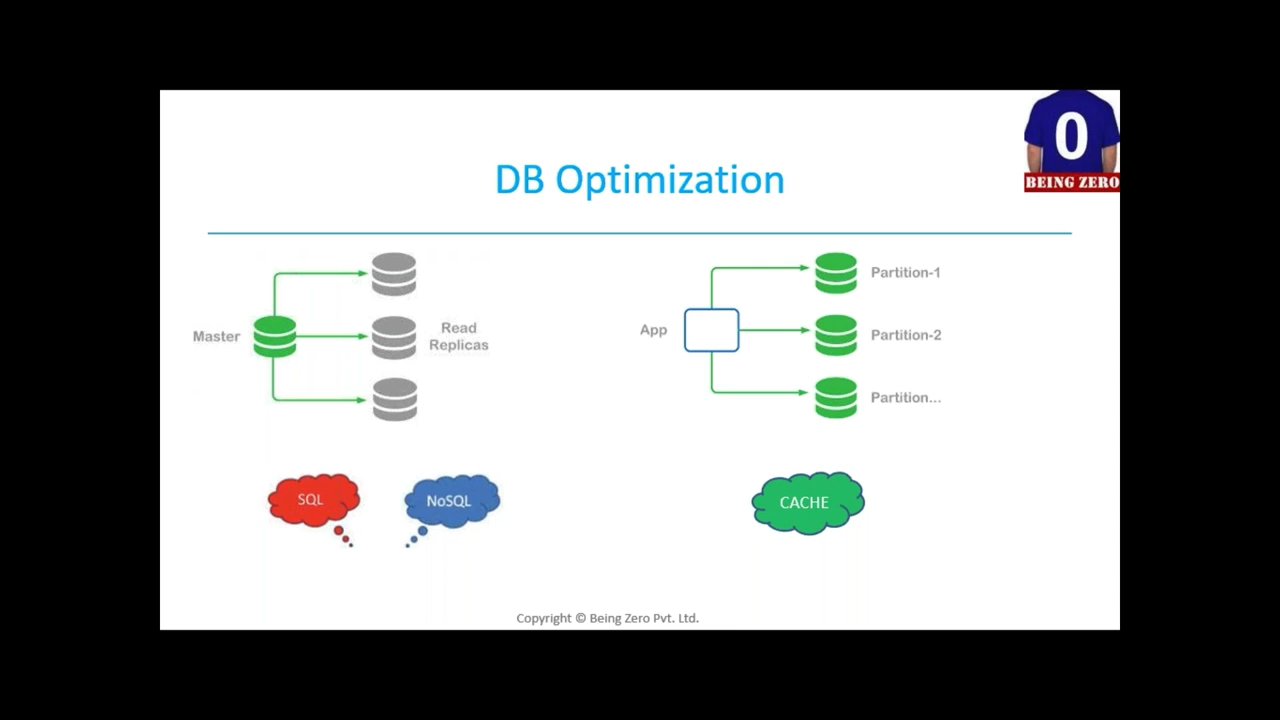 0
BEING ZERO
DB Optimization
Master
Read
Replicas
App
Partition-1
Partition-2
Partition...
SQL
NoSQL
CACHE
Copyright © Being Zero Pvt. Ltd.